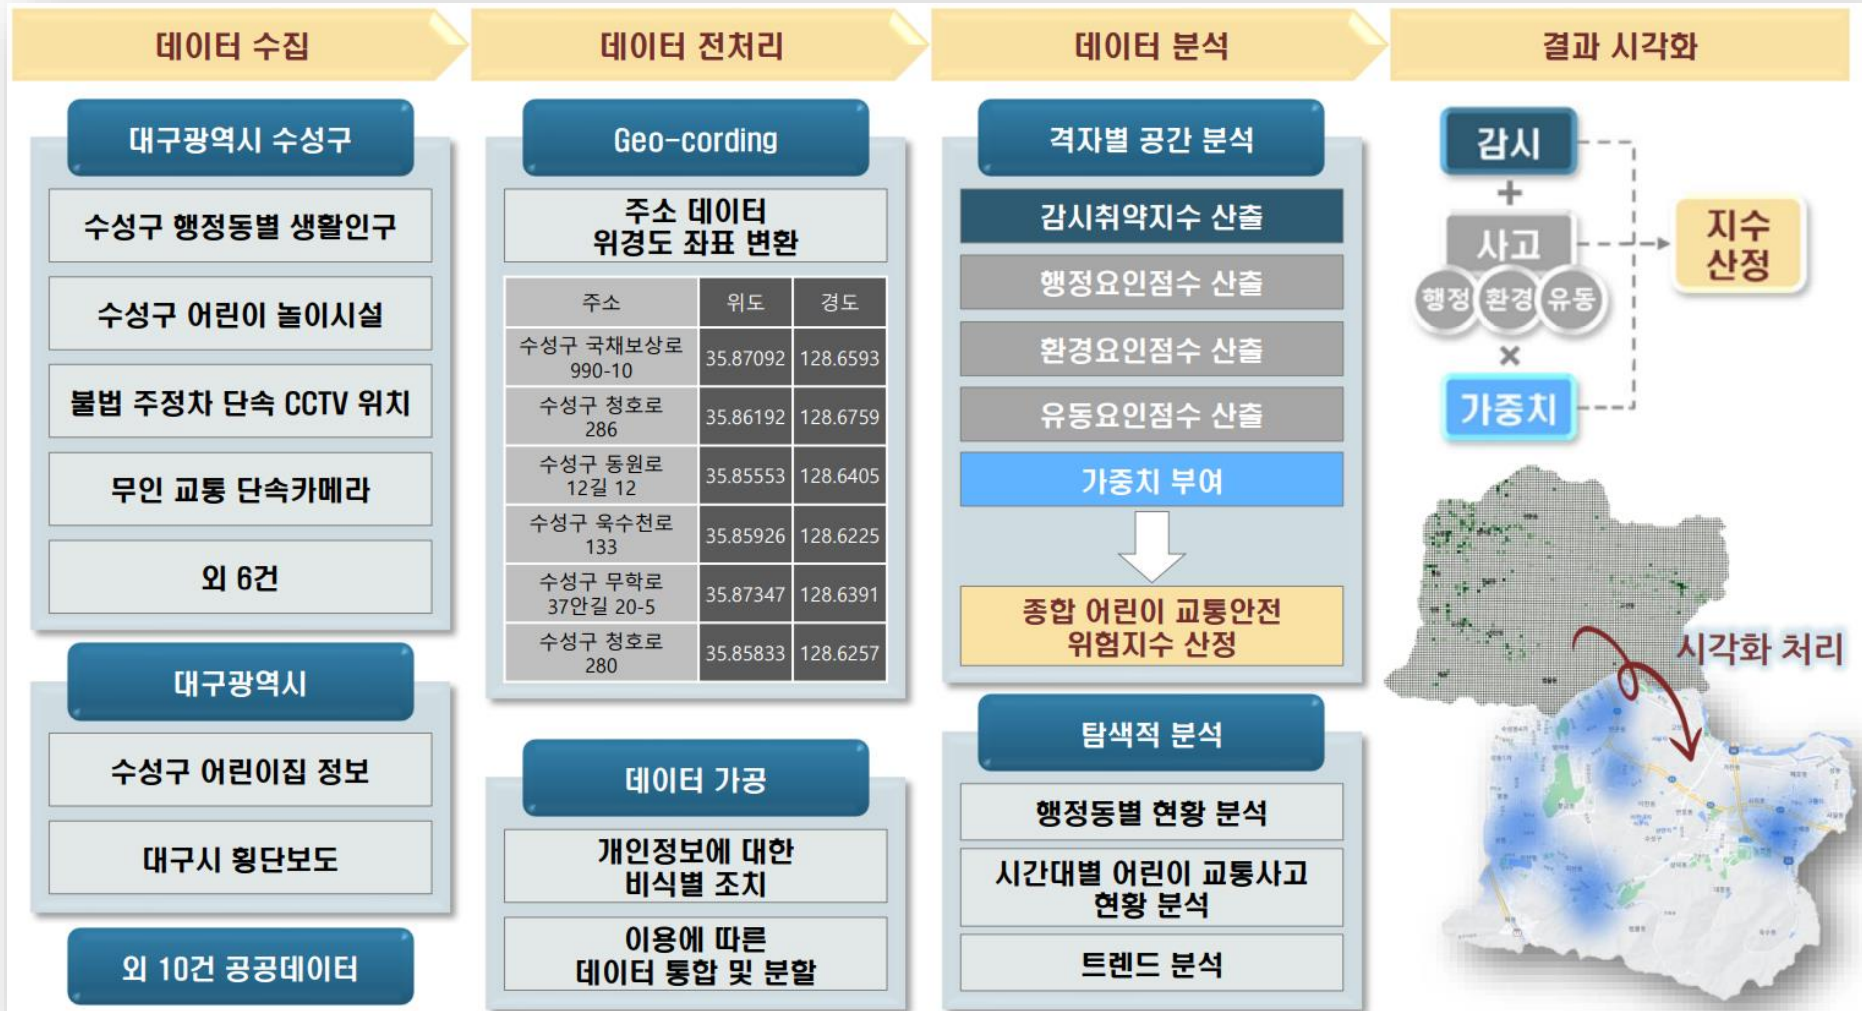 데이터 수집
데이터 전처리
데이터 분석
결과 시각화
대구광역시 수성구
수성구 행정동별 생활인구
수성구 어린이 놀이시설
불법 주정차 단속 CCTV 위치
무인 교통 단속카메라
외 6건
대구광역시
수성구 어린이집 정보
대구시 횡단보도
외 10건 공공데이터
Geo-cording
주소 데이터
위경도 좌표 변환
주소 위도 경도
수성구 국채보상로
990-10
35.87092 128.6593
수성구 청호로
286
35.86192 128.6759
수성구 동원로
12길 12
35.85553 128.6405
수성구 욱수천로
133
35.85926 128.6225
수성구 무학로
37안길 20-5
35.87347 128.6391
수성구 청호로
280
35.85833 128.6257
데이터 가공
개인정보에 대한
비식별 조치
이용에 따른
데이터 통합 및 분할
격자별 공간 분석
감시취약지수 산출
행정요인점수 산출
환경요인점수 산출
유동요인점수 산출
가중치 부여
종합 어린이 교통안전
위험지수 산정
탐색적 분석
행정동별 현황 분석
시간대별 어린이 교통사고
현황 분석
트렌드 분석
감시
+
사고
행정 환경 유동
×
가중치
지수
산정
시각화 처리